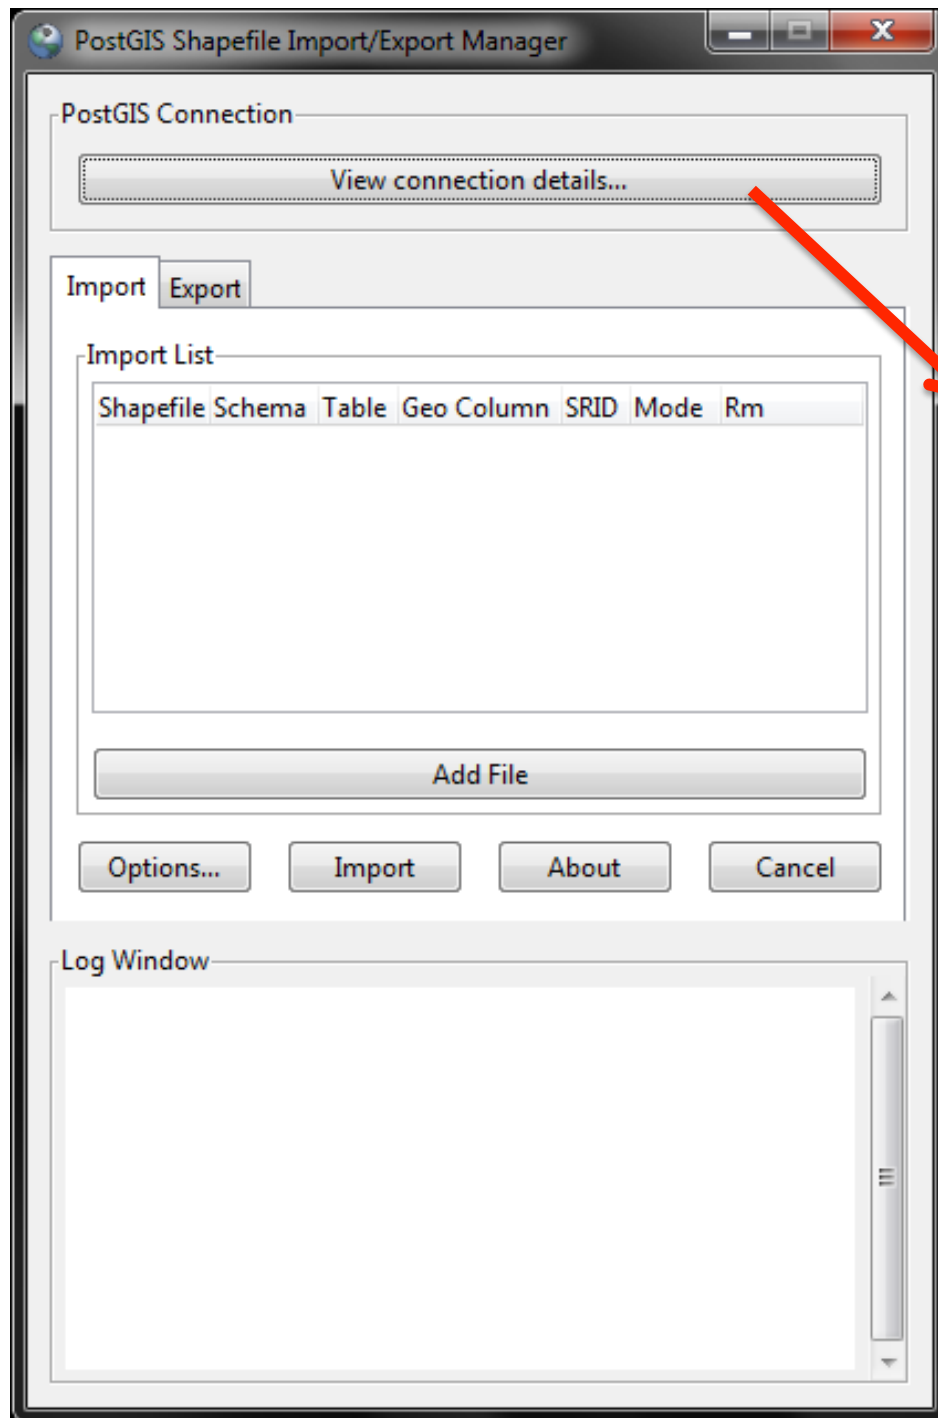 PostGIS Shapefile Import/Export Manager
PostGIS Connection
View connection details...
Import Export
Import List
Shapefile Schema Table Geo Column SRID Mode Rm
Add File
Options... Import About Cancel
Log Window